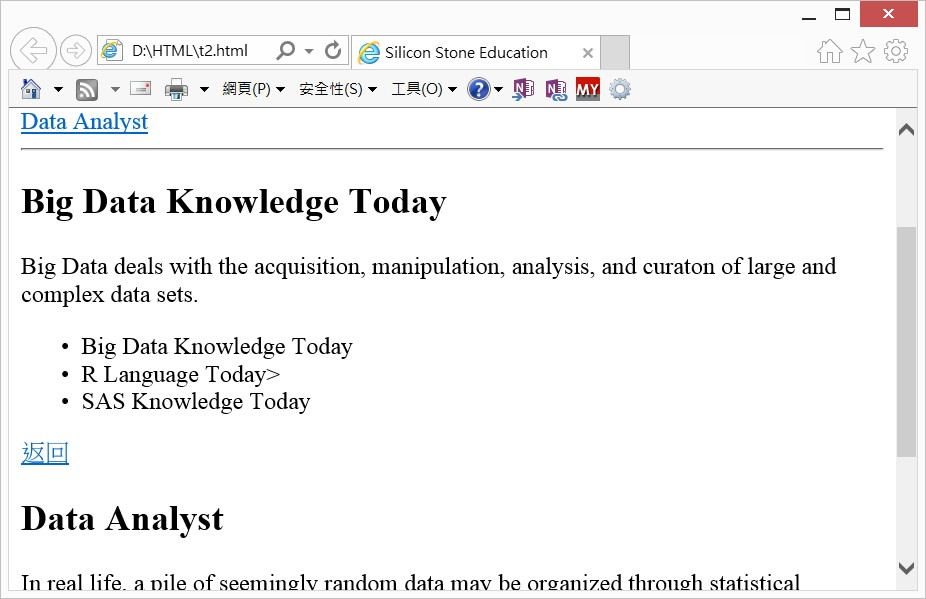 D:\HTML\t2.html
Silicon Stone Education
網頁(P) 安全性(S) 工具(O) ? N N MY
Data Analyst
Big Data Knowledge Today
Big Data deals with the acquisition, manipulation, analysis, and curaton of large and
complex data sets.
• Big Data Knowledge Today
• R Language Today>
• SAS Knowledge Today
返回
Data Analyst
In real life, a pile of seemingly random data may be organized through statistical